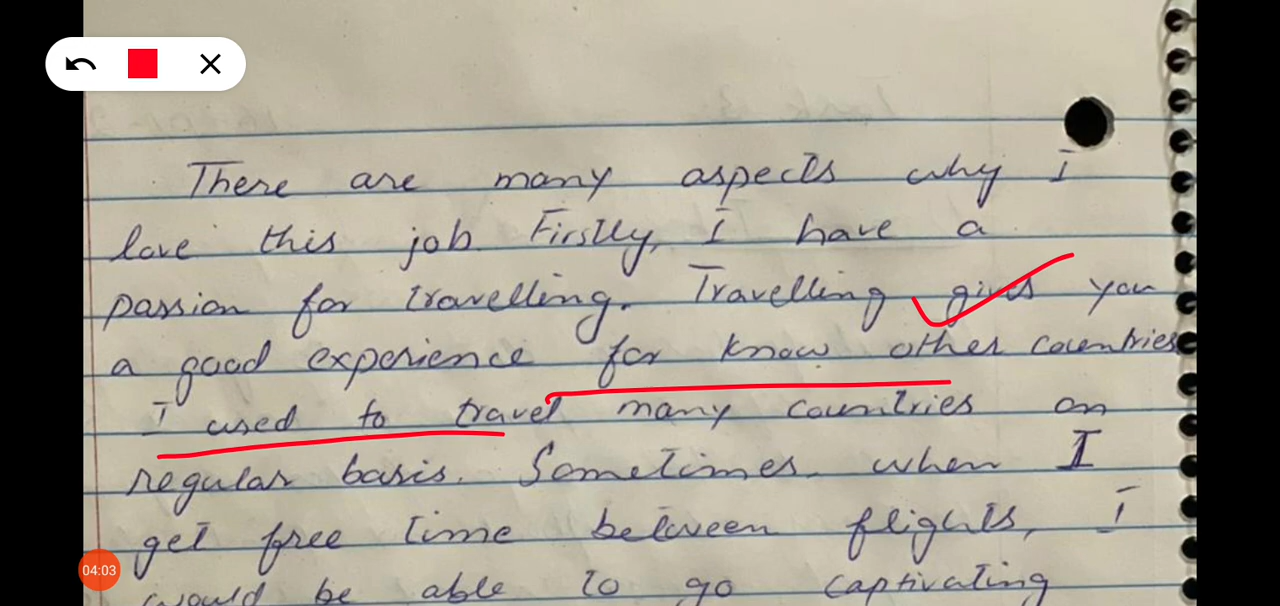 There are many aspects why I
love this job. Firstly, I have a
passion for travelling. Travelling gives you
a good experience for know other countries
I used to travel many countries on
regular basis. Sometimes when I
get free time between flights, I
would be able to go captivating
04:03